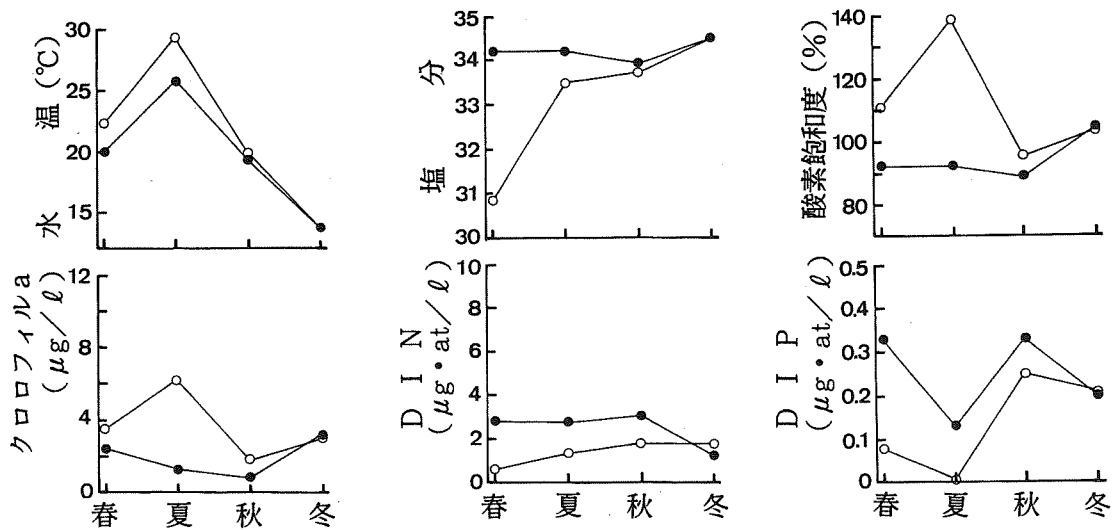 水温 (℃)
30
25
20
15
塩分
35
34
33
32
31
30
酸素飽和度 (%)
140
120
100
80
クロロフィルa
(μg/ℓ)
12
8
4
0
春 夏 秋 冬
DIN
(μg・at/ℓ)
10
8
6
4
2
0
春 夏 秋 冬
DIP
(μg・at/ℓ)
0.5
0.4
0.3
0.2
0.1
0
春 夏 秋 冬